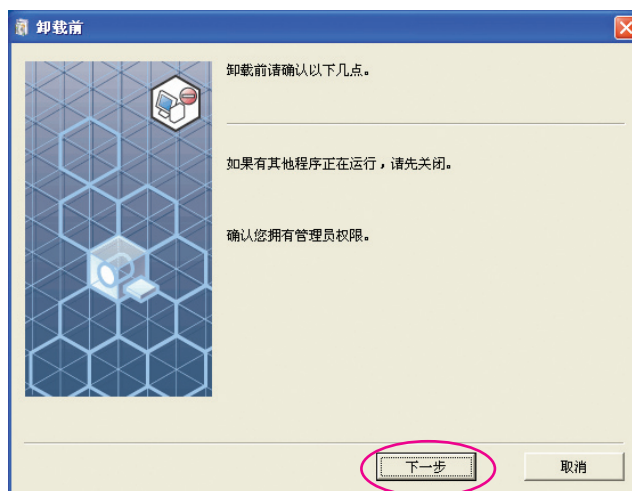 卸载前
卸载前请确认以下几点。
如果有其他程序正在运行，请先关闭。
确认您拥有管理员权限。
下一步
取消